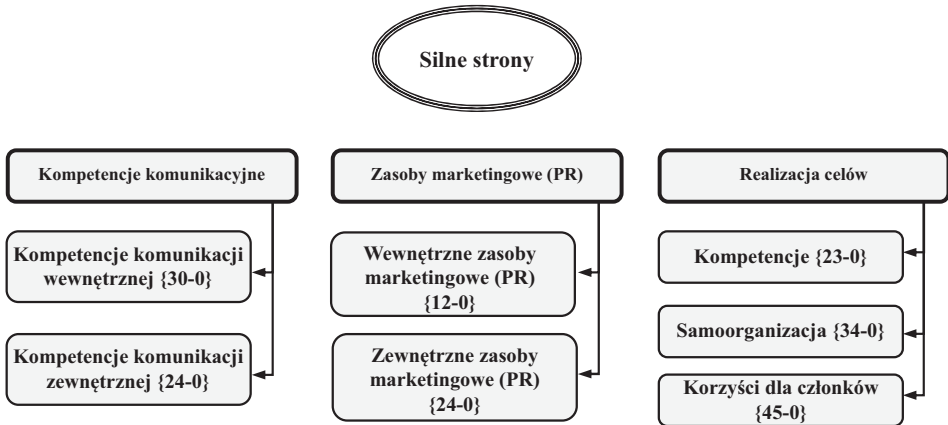 Silne strony
Kompetencje komunikacyjne
Kompetencje komunikacji
wewnętrznej {30-0}
Kompetencje komunikacji
zewnętrznej {24-0}
Zasoby marketingowe (PR)
Wewnętrzne zasoby
marketingowe (PR)
{12-0}
Zewnętrzne zasoby
marketingowe (PR)
{24-0}
Realizacja celów
Kompetencje {23-0}
Samoorganizacja {34-0}
Korzyści dla członków
{45-0}